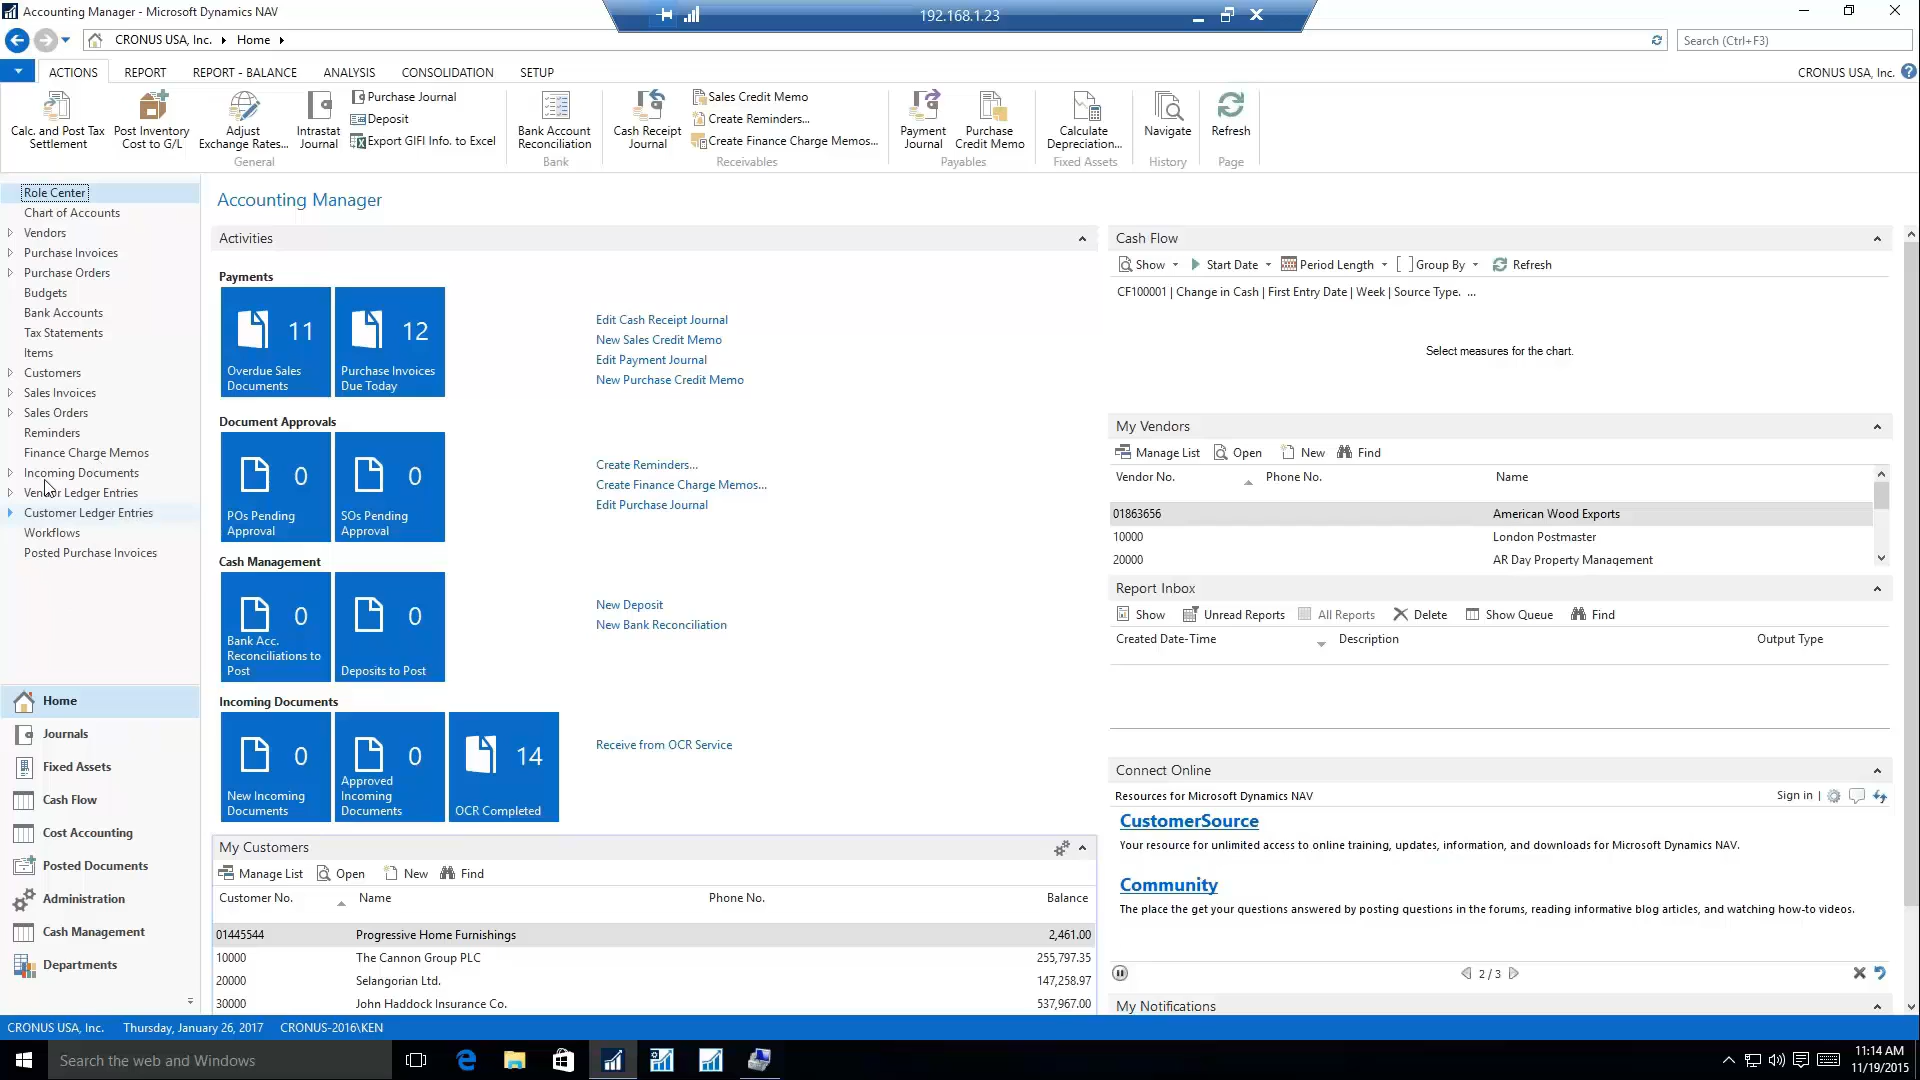 Accounting Manager - Microsoft Dynamics NAV
192.168.1.23
CRONUS USA, Inc.
Home
Search (Ctrl+F3)
ACTIONS
REPORT
REPORT - BALANCE
ANALYSIS
CONSOLIDATION
SETUP
CRONUS USA, Inc.
Calc. and Post Tax
Settlement
Post Inventory
Cost to G/L
Adjust
Exchange Rates...
Intrastat
Journal
Purchase Journal
Deposit
Export GIFI Info. to Excel
General
Bank Account
Reconciliation
Bank
Cash Receipt
Journal
Sales Credit Memo
Create Reminders...
Create Finance Charge Memos...
Receivables
Payment
Journal
Purchase
Credit Memo
Payables
Calculate
Depreciation...
Fixed Assets
Navigate
History
Refresh
Page
Role Center
Chart of Accounts
Vendors
Purchase Invoices
Purchase Orders
Budgets
Bank Accounts
Tax Statements
Items
Customers
Sales Invoices
Sales Orders
Reminders
Finance Charge Memos
Incoming Documents
Vendor Ledger Entries
Customer Ledger Entries
Workflows
Posted Purchase Invoices
Home
Journals
Fixed Assets
Cash Flow
Cost Accounting
Posted Documents
Administration
Cash Management
Departments
Accounting Manager
Activities
Payments
11
Overdue Sales
Documents
12
Purchase Invoices
Due Today
Edit Cash Receipt Journal
New Sales Credit Memo
Edit Payment Journal
New Purchase Credit Memo
Document Approvals
0
POs Pending
Approval
0
SOs Pending
Approval
Create Reminders...
Create Finance Charge Memos...
Edit Purchase Journal
Cash Management
0
Bank Acc.
Reconciliations to
Post
0
Deposits to Post
New Deposit
New Bank Reconciliation
Incoming Documents
0
New Incoming
Documents
0
Approved
Incoming
Documents
14
OCR Completed
Receive from OCR Service
My Customers
Manage List
Open
New
Find
Customer No. Name Phone No. Balance
01445544 Progressive Home Furnishings 2,461.00
10000 The Cannon Group PLC 255,797.35
20000 Selangorian Ltd. 147,258.97
30000 John Haddock Insurance Co. 537,967.00
Cash Flow
Show
Start Date
Period Length
Group By
Refresh
CF100001 | Change in Cash | First Entry Date | Week | Source Type. ...
Select measures for the chart.
My Vendors
Manage List
Open
New
Find
Vendor No. Phone No. Name
01863656 American Wood Exports
10000 London Postmaster
20000 AR Day Property Management
Report Inbox
Show
Unread Reports
All Reports
Delete
Show Queue
Find
Created Date-Time Description Output Type
Connect Online
Resources for Microsoft Dynamics NAV
Sign in |
CustomerSource
Your resource for unlimited access to online training, updates, information, and downloads for Microsoft Dynamics NAV.
Community
The place the get your questions answered by posting questions in the forums, reading informative blog articles, and watching how-to videos.
2 / 3
My Notifications
CRONUS USA, Inc.
Thursday, January 26, 2017
CRONUS-2016\KEN
Search the web and Windows
11:14 AM
11/19/2015